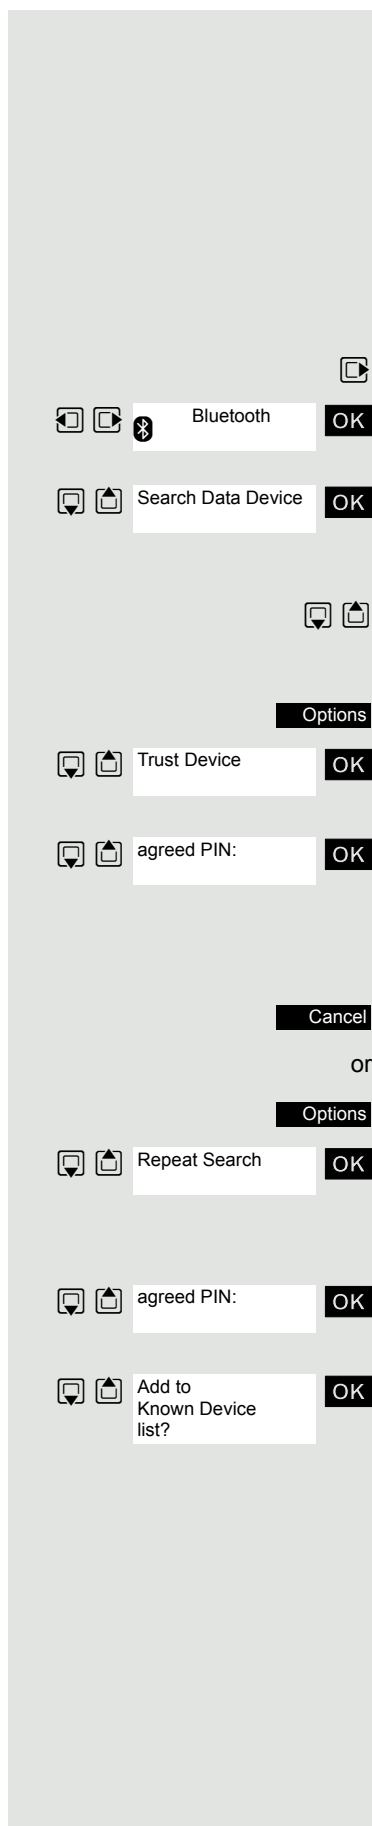 Bluetooth OK
Search Data Device OK
Options
Trust Device OK
agreed PIN: OK
Cancel
or
Options
Repeat Search OK
agreed PIN: OK
Add to OK
Known Device
list?